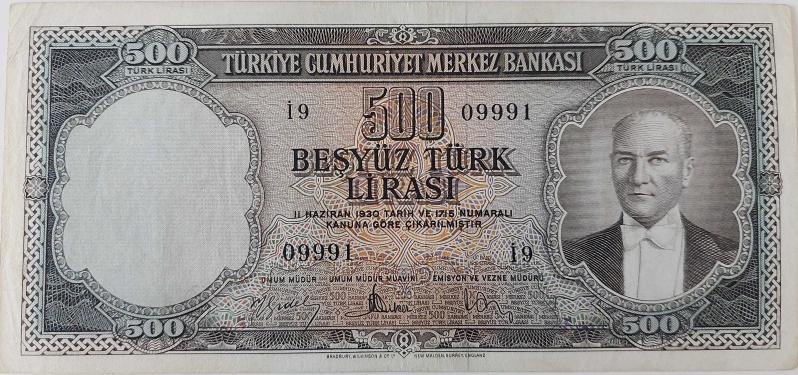 500
TÜRK LİRASI
TÜRKİYE CUMHURİYET MERKEZ BANKASI
500
TÜRK LİRASI
İ9 500 09991
BEŞYÜZ TÜRK
LİRASI
11 HAZİRAN 1930 TARİH VE 1715 NUMARALI
KANUNA GÖRE ÇIKARILMIŞTIR
09991 İ9
UMUM MÜDÜR UMUM MÜDÜR MUAVİNİ EMİSYON VE VEZNE MÜDÜRÜ
500
500
BRADBURY, WILKINSON & Cº Lᵈ NEW MALDEN, SURREY, ENGLAND